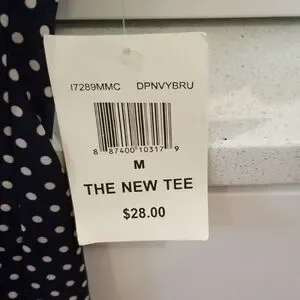 I7289MMC DPNVYBRU
8 87400 10317 9
M
THE NEW TEE
$28.00